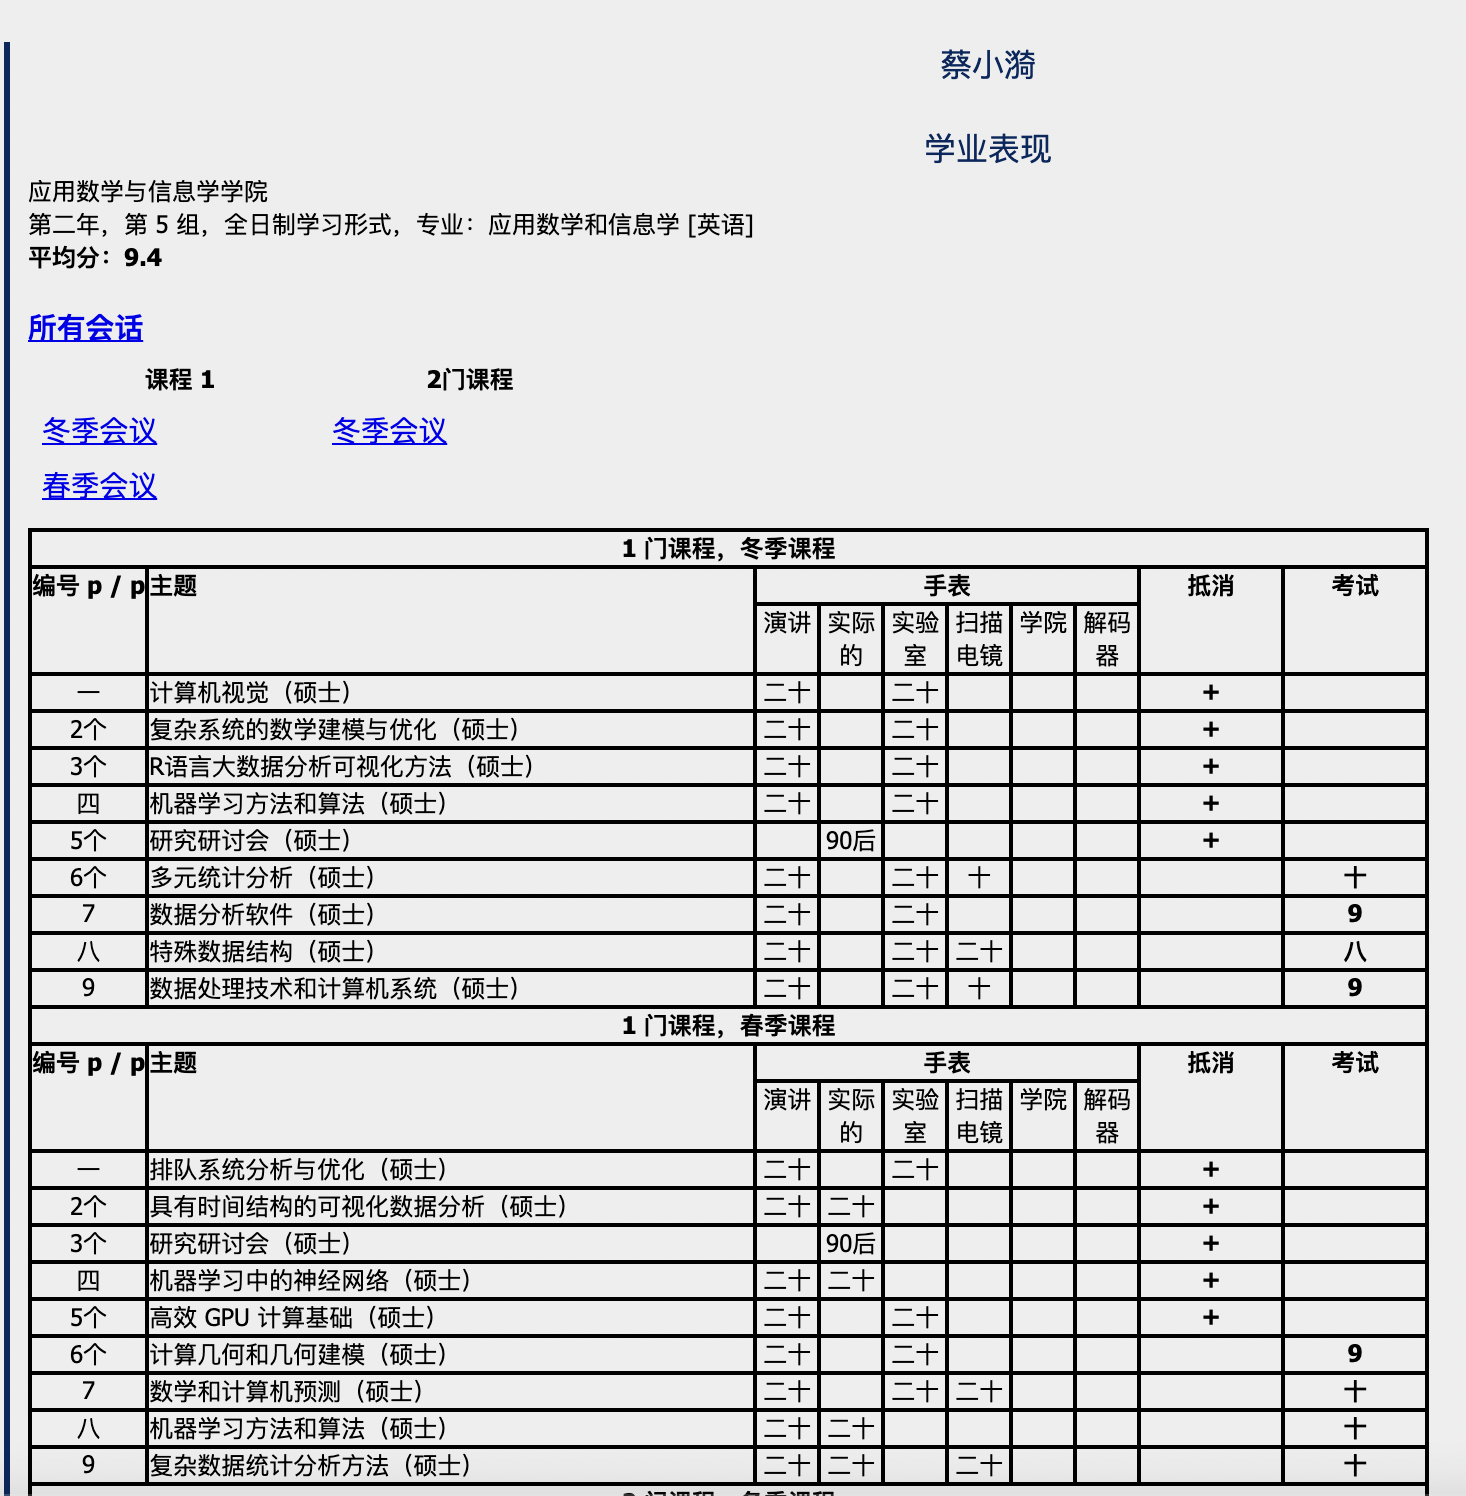 蔡小漪
学业表现
应用数学与信息学学院
第二年，第 5 组，全日制学习形式，专业：应用数学和信息学 [英语]
平均分：9.4
所有会话
课程 1 2门课程
冬季会议 冬季会议
春季会议
1 门课程，冬季课程
编号 p / p 主题 手表 抵消 考试
演讲 实际的 实验室 扫描电镜 学院 解码器
一 计算机视觉（硕士） 二十 二十 +
2个 复杂系统的数学建模与优化（硕士） 二十 二十 +
3个 R语言大数据分析可视化方法（硕士） 二十 二十 +
四 机器学习方法和算法（硕士） 二十 二十 +
5个 研究研讨会（硕士） 90后 +
6个 多元统计分析（硕士） 二十 二十 十 十
7 数据分析软件（硕士） 二十 二十 9
八 特殊数据结构（硕士） 二十 二十 二十 八
9 数据处理技术和计算机系统（硕士） 二十 二十 十 9
1 门课程，春季课程
编号 p / p 主题 手表 抵消 考试
演讲 实际的 实验室 扫描电镜 学院 解码器
一 排队系统分析与优化（硕士） 二十 二十 +
2个 具有时间结构的可视化数据分析（硕士） 二十 二十 +
3个 研究研讨会（硕士） 90后 +
四 机器学习中的神经网络（硕士） 二十 二十 +
5个 高效 GPU 计算基础（硕士） 二十 二十 +
6个 计算几何和几何建模（硕士） 二十 二十 9
7 数学和计算机预测（硕士） 二十 二十 二十 十
八 机器学习方法和算法（硕士） 二十 二十 十
9 复杂数据统计分析方法（硕士） 二十 二十 二十 十